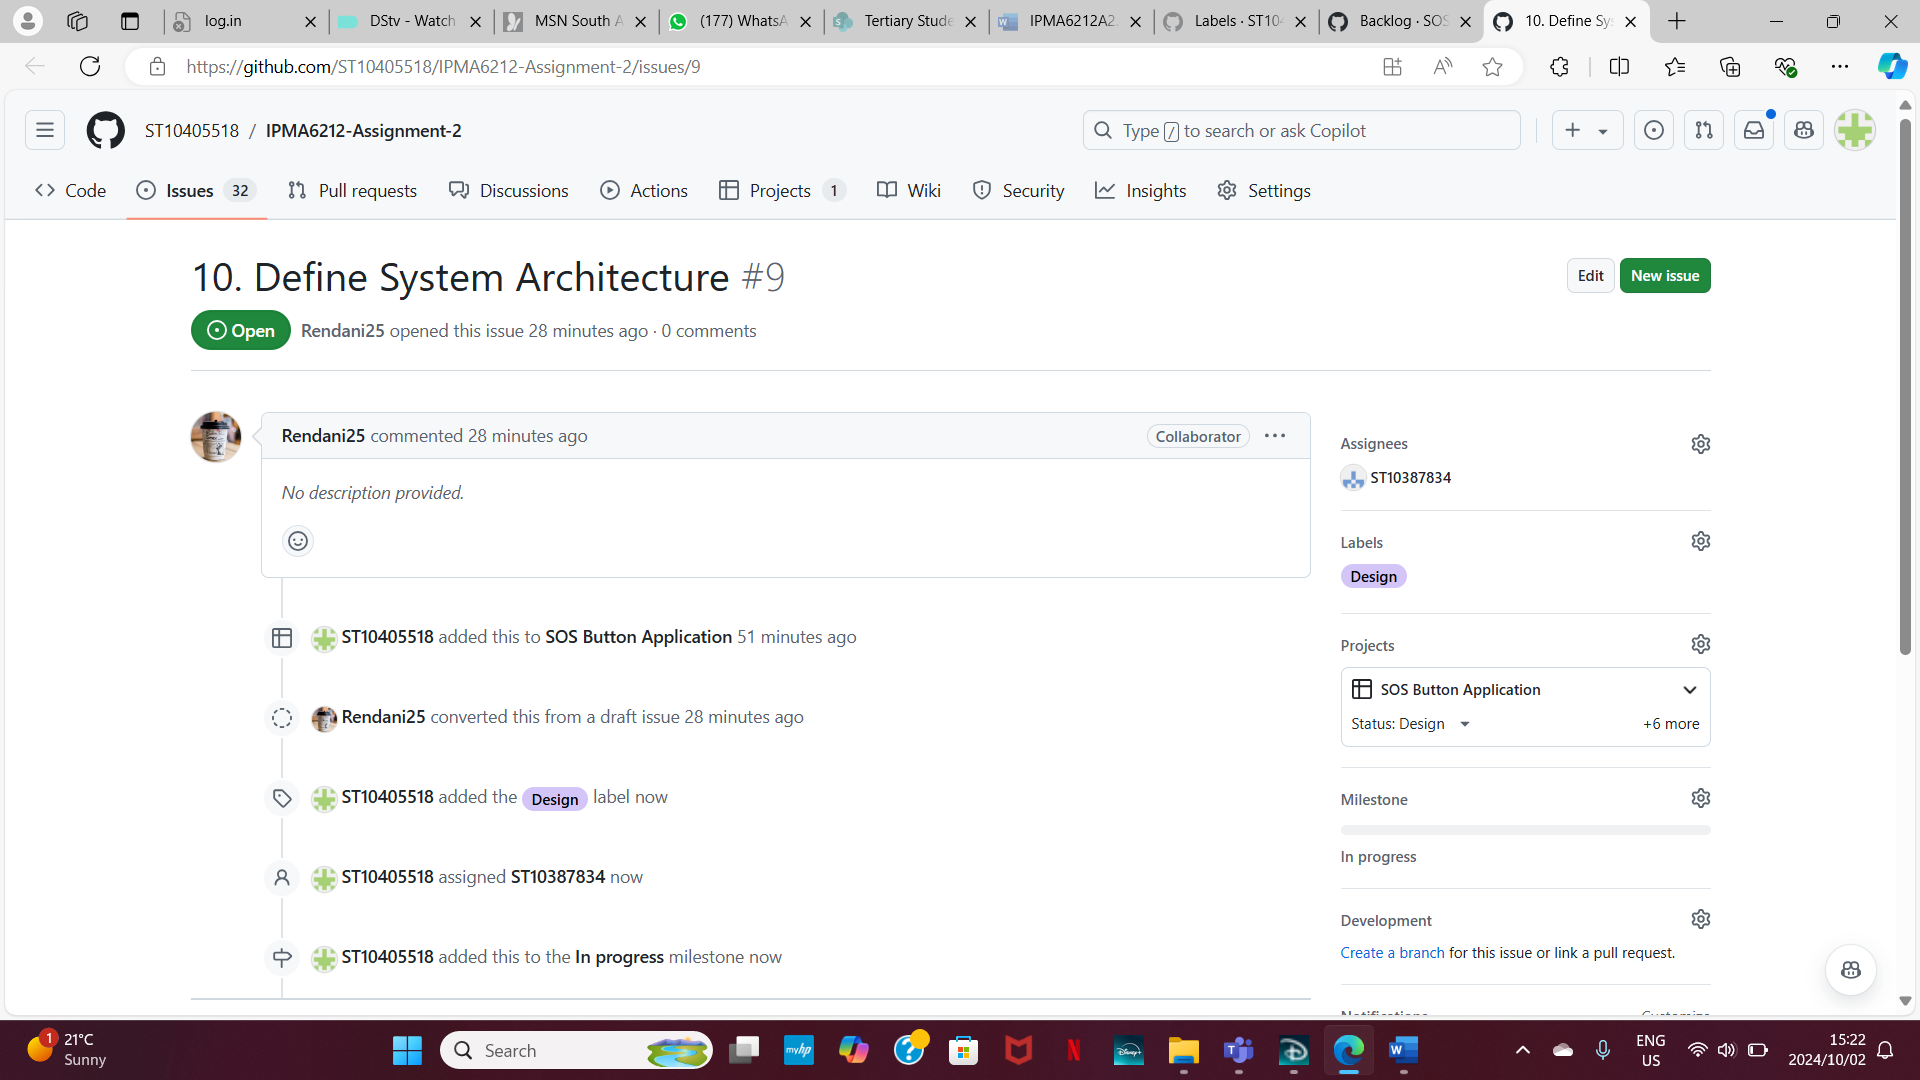 log.in
DStv - Watch
MSN South A
(177) WhatsA
Tertiary Stude
IPMA6212A2.
Labels · ST104
Backlog · SOS
10. Define Sys
https://github.com/ST10405518/IPMA6212-Assignment-2/issues/9
ST10405518 / IPMA6212-Assignment-2
Type / to search or ask Copilot
Code
Issues 32
Pull requests
Discussions
Actions
Projects 1
Wiki
Security
Insights
Settings
10. Define System Architecture #9
Edit
New issue
Open
Rendani25 opened this issue 28 minutes ago · 0 comments
Rendani25 commented 28 minutes ago
Collaborator
No description provided.
ST10405518 added this to SOS Button Application 51 minutes ago
Rendani25 converted this from a draft issue 28 minutes ago
ST10405518 added the Design label now
ST10405518 assigned ST10387834 now
ST10405518 added this to the In progress milestone now
Assignees
ST10387834
Labels
Design
Projects
SOS Button Application
Status: Design
+6 more
Milestone
In progress
Development
Create a branch for this issue or link a pull request.
Notifications
Customize
1
21°C
Sunny
Search
myhp
Disney+
ENG
US
15:22
2024/10/02